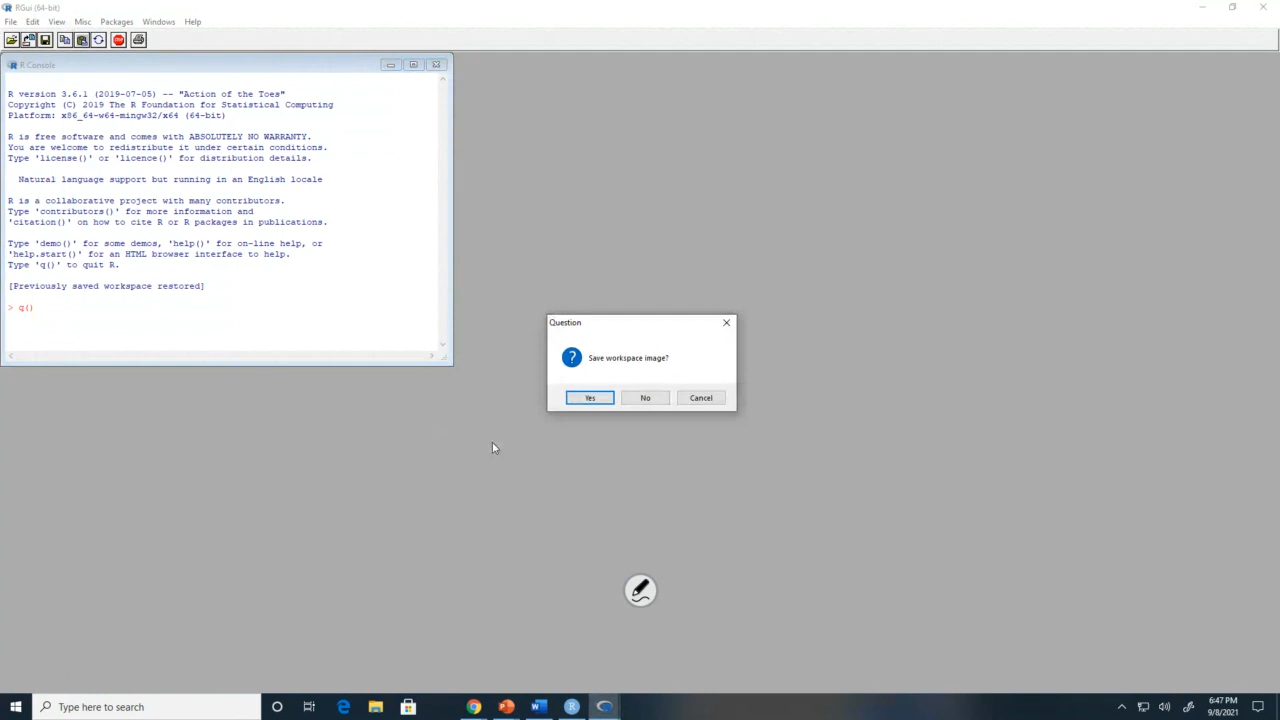 RGui (64-bit)
File Edit View Misc Packages Windows Help
STOP
R Console
R version 3.6.1 (2019-07-05) -- "Action of the Toes"
Copyright (C) 2019 The R Foundation for Statistical Computing
Platform: x86_64-w64-mingw32/x64 (64-bit)
R is free software and comes with ABSOLUTELY NO WARRANTY.
You are welcome to redistribute it under certain conditions.
Type 'license()' or 'licence()' for distribution details.
Natural language support but running in an English locale
R is a collaborative project with many contributors.
Type 'contributors()' for more information and
'citation()' on how to cite R or R packages in publications.
Type 'demo()' for some demos, 'help()' for on-line help, or
'help.start()' for an HTML browser interface to help.
Type 'q()' to quit R.
[Previously saved workspace restored]
> q()
Question
Save workspace image?
Yes No Cancel
Type here to search
6:47 PM
9/8/2021